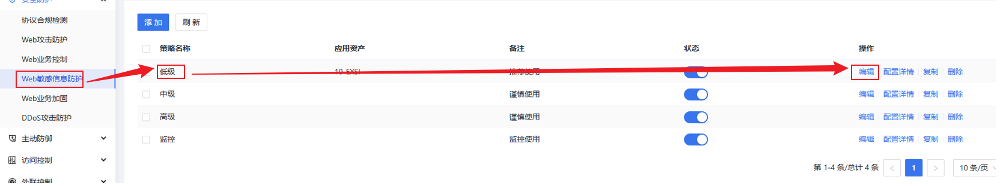 安全防护
协议合规检测
Web攻击防护
Web业务控制
Web敏感信息防护
Web业务加固
DDoS攻击防护
主动防御
访问控制
外联控制
添 加 刷 新
策略名称 应用资产 备注 状态 操作
低级 推荐使用 编辑 配置详情 复制 删除
中级 谨慎使用 编辑 配置详情 复制 删除
高级 谨慎使用 编辑 配置详情 复制 删除
监控 监控使用 编辑 配置详情 复制 删除
第 1-4 条/总计 4 条 < 1 > 10 条/页